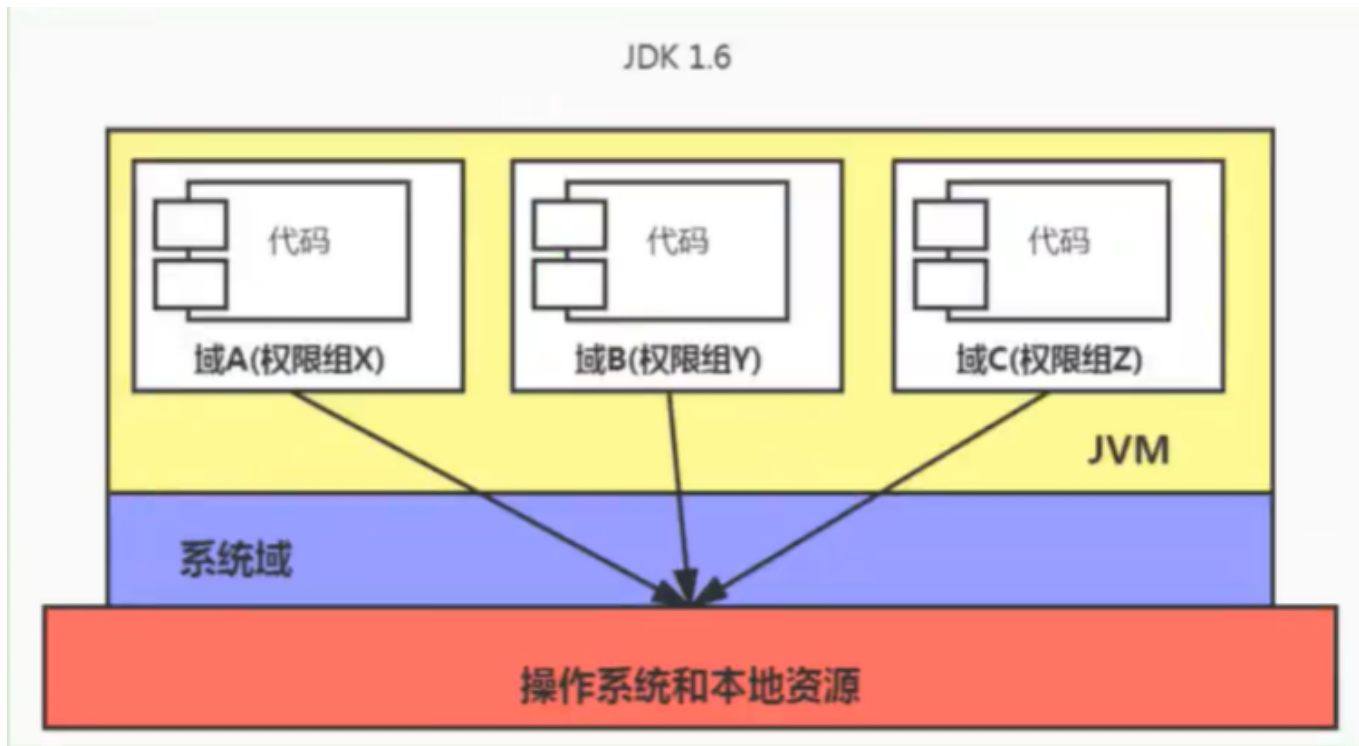 JDK 1.6
代码
代码
代码
域A(权限组X)
域B(权限组Y)
域C(权限组Z)
JVM
系统域
操作系统和本地资源